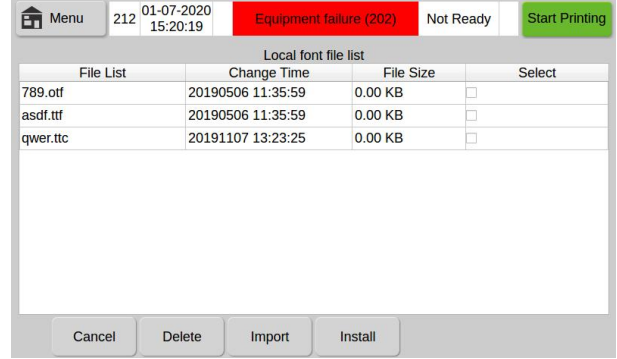 Menu
212
01-07-2020
15:20:19
Equipment failure (202)
Not Ready
Start Printing
Local font file list
File List Change Time File Size Select
789.otf 20190506 11:35:59 0.00 KB
asdf.ttf 20190506 11:35:59 0.00 KB
qwer.ttc 20191107 13:23:25 0.00 KB
Cancel Delete Import Install